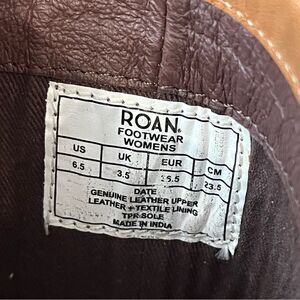 ROAN®
FOOTWEAR
WOMENS
US UK EUR CM
6.5 3.5 23.5
DATE
GENUINE LEATHER UPPER
LEATHER + TEXTILE LINING
TPR SOLE
MADE IN INDIA